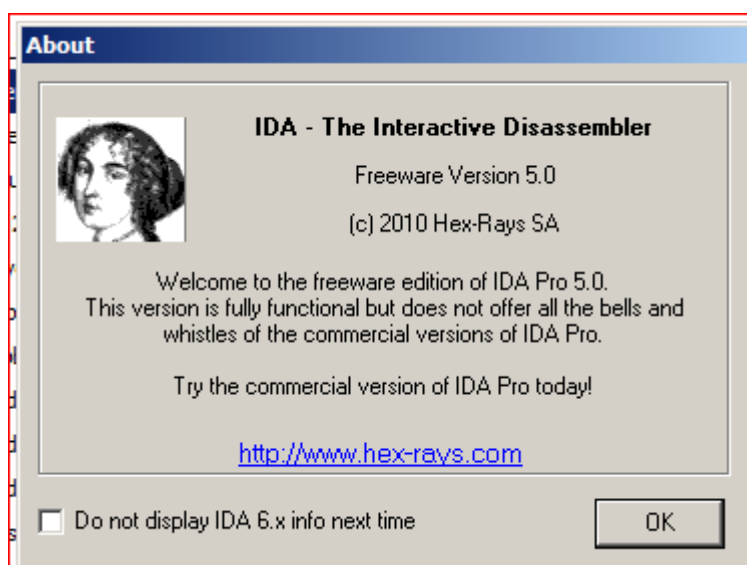 About
IDA - The Interactive Disassembler
Freeware Version 5.0
(c) 2010 Hex-Rays SA
Welcome to the freeware edition of IDA Pro 5.0.
This version is fully functional but does not offer all the bells and
whistles of the commercial versions of IDA Pro.
Try the commercial version of IDA Pro today!
http://www.hex-rays.com
Do not display IDA 6.x info next time
OK